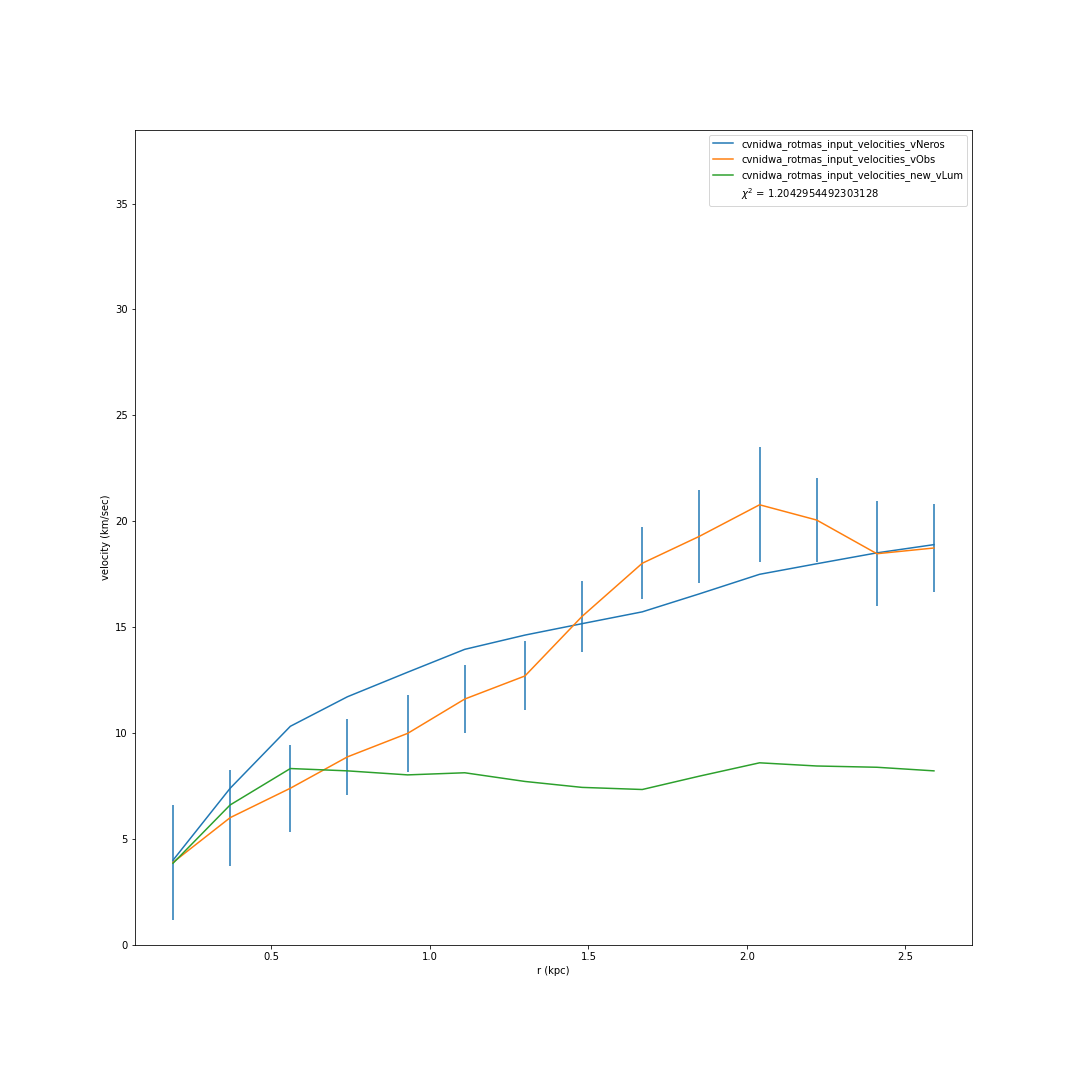 cvnidwa_rotmas_input_velocities_vNeros
cvnidwa_rotmas_input_velocities_vObs
cvnidwa_rotmas_input_velocities_new_vLum
χ² = 1.2042954492303128
35
30
25
20
15
10
5
0
velocity (km/sec)
0.5 1.0 1.5 2.0 2.5
r (kpc)